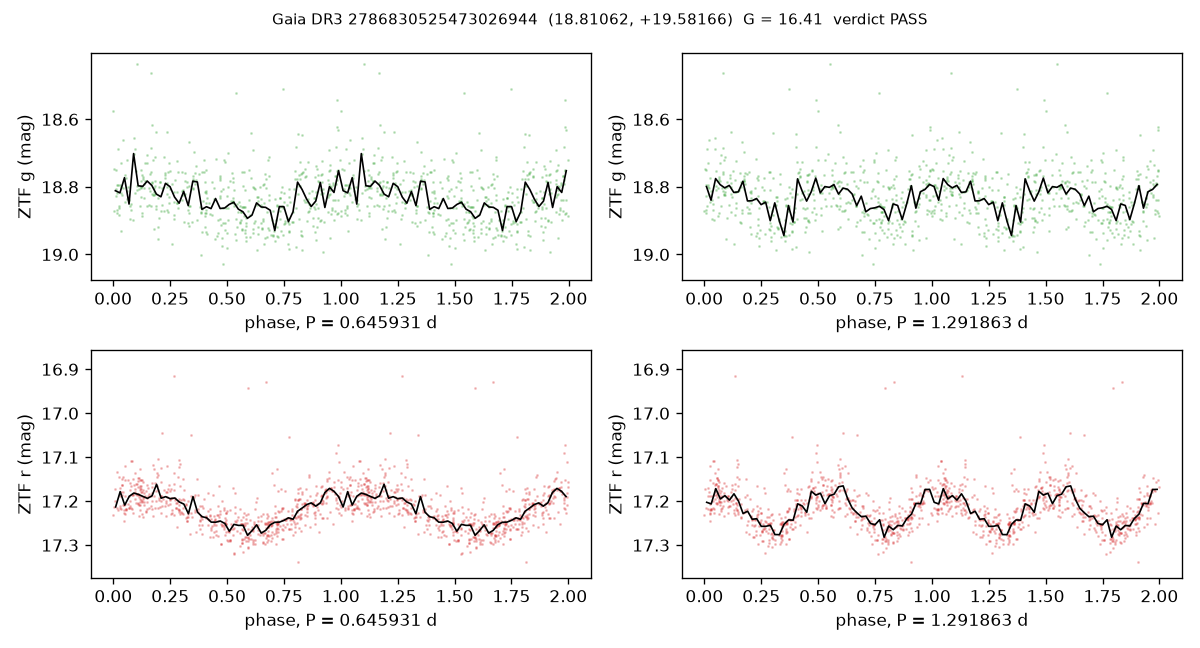 Gaia DR3 2786830525473026944 (18.81062, +19.58166) G = 16.41 verdict PASS
ZTF g (mag)
18.6
18.8
19.0
0.00 0.25 0.50 0.75 1.00 1.25 1.50 1.75 2.00
phase, P = 0.645931 d
ZTF g (mag)
18.6
18.8
19.0
0.00 0.25 0.50 0.75 1.00 1.25 1.50 1.75 2.00
phase, P = 1.291863 d
ZTF r (mag)
16.9
17.0
17.1
17.2
17.3
0.00 0.25 0.50 0.75 1.00 1.25 1.50 1.75 2.00
phase, P = 0.645931 d
ZTF r (mag)
16.9
17.0
17.1
17.2
17.3
0.00 0.25 0.50 0.75 1.00 1.25 1.50 1.75 2.00
phase, P = 1.291863 d